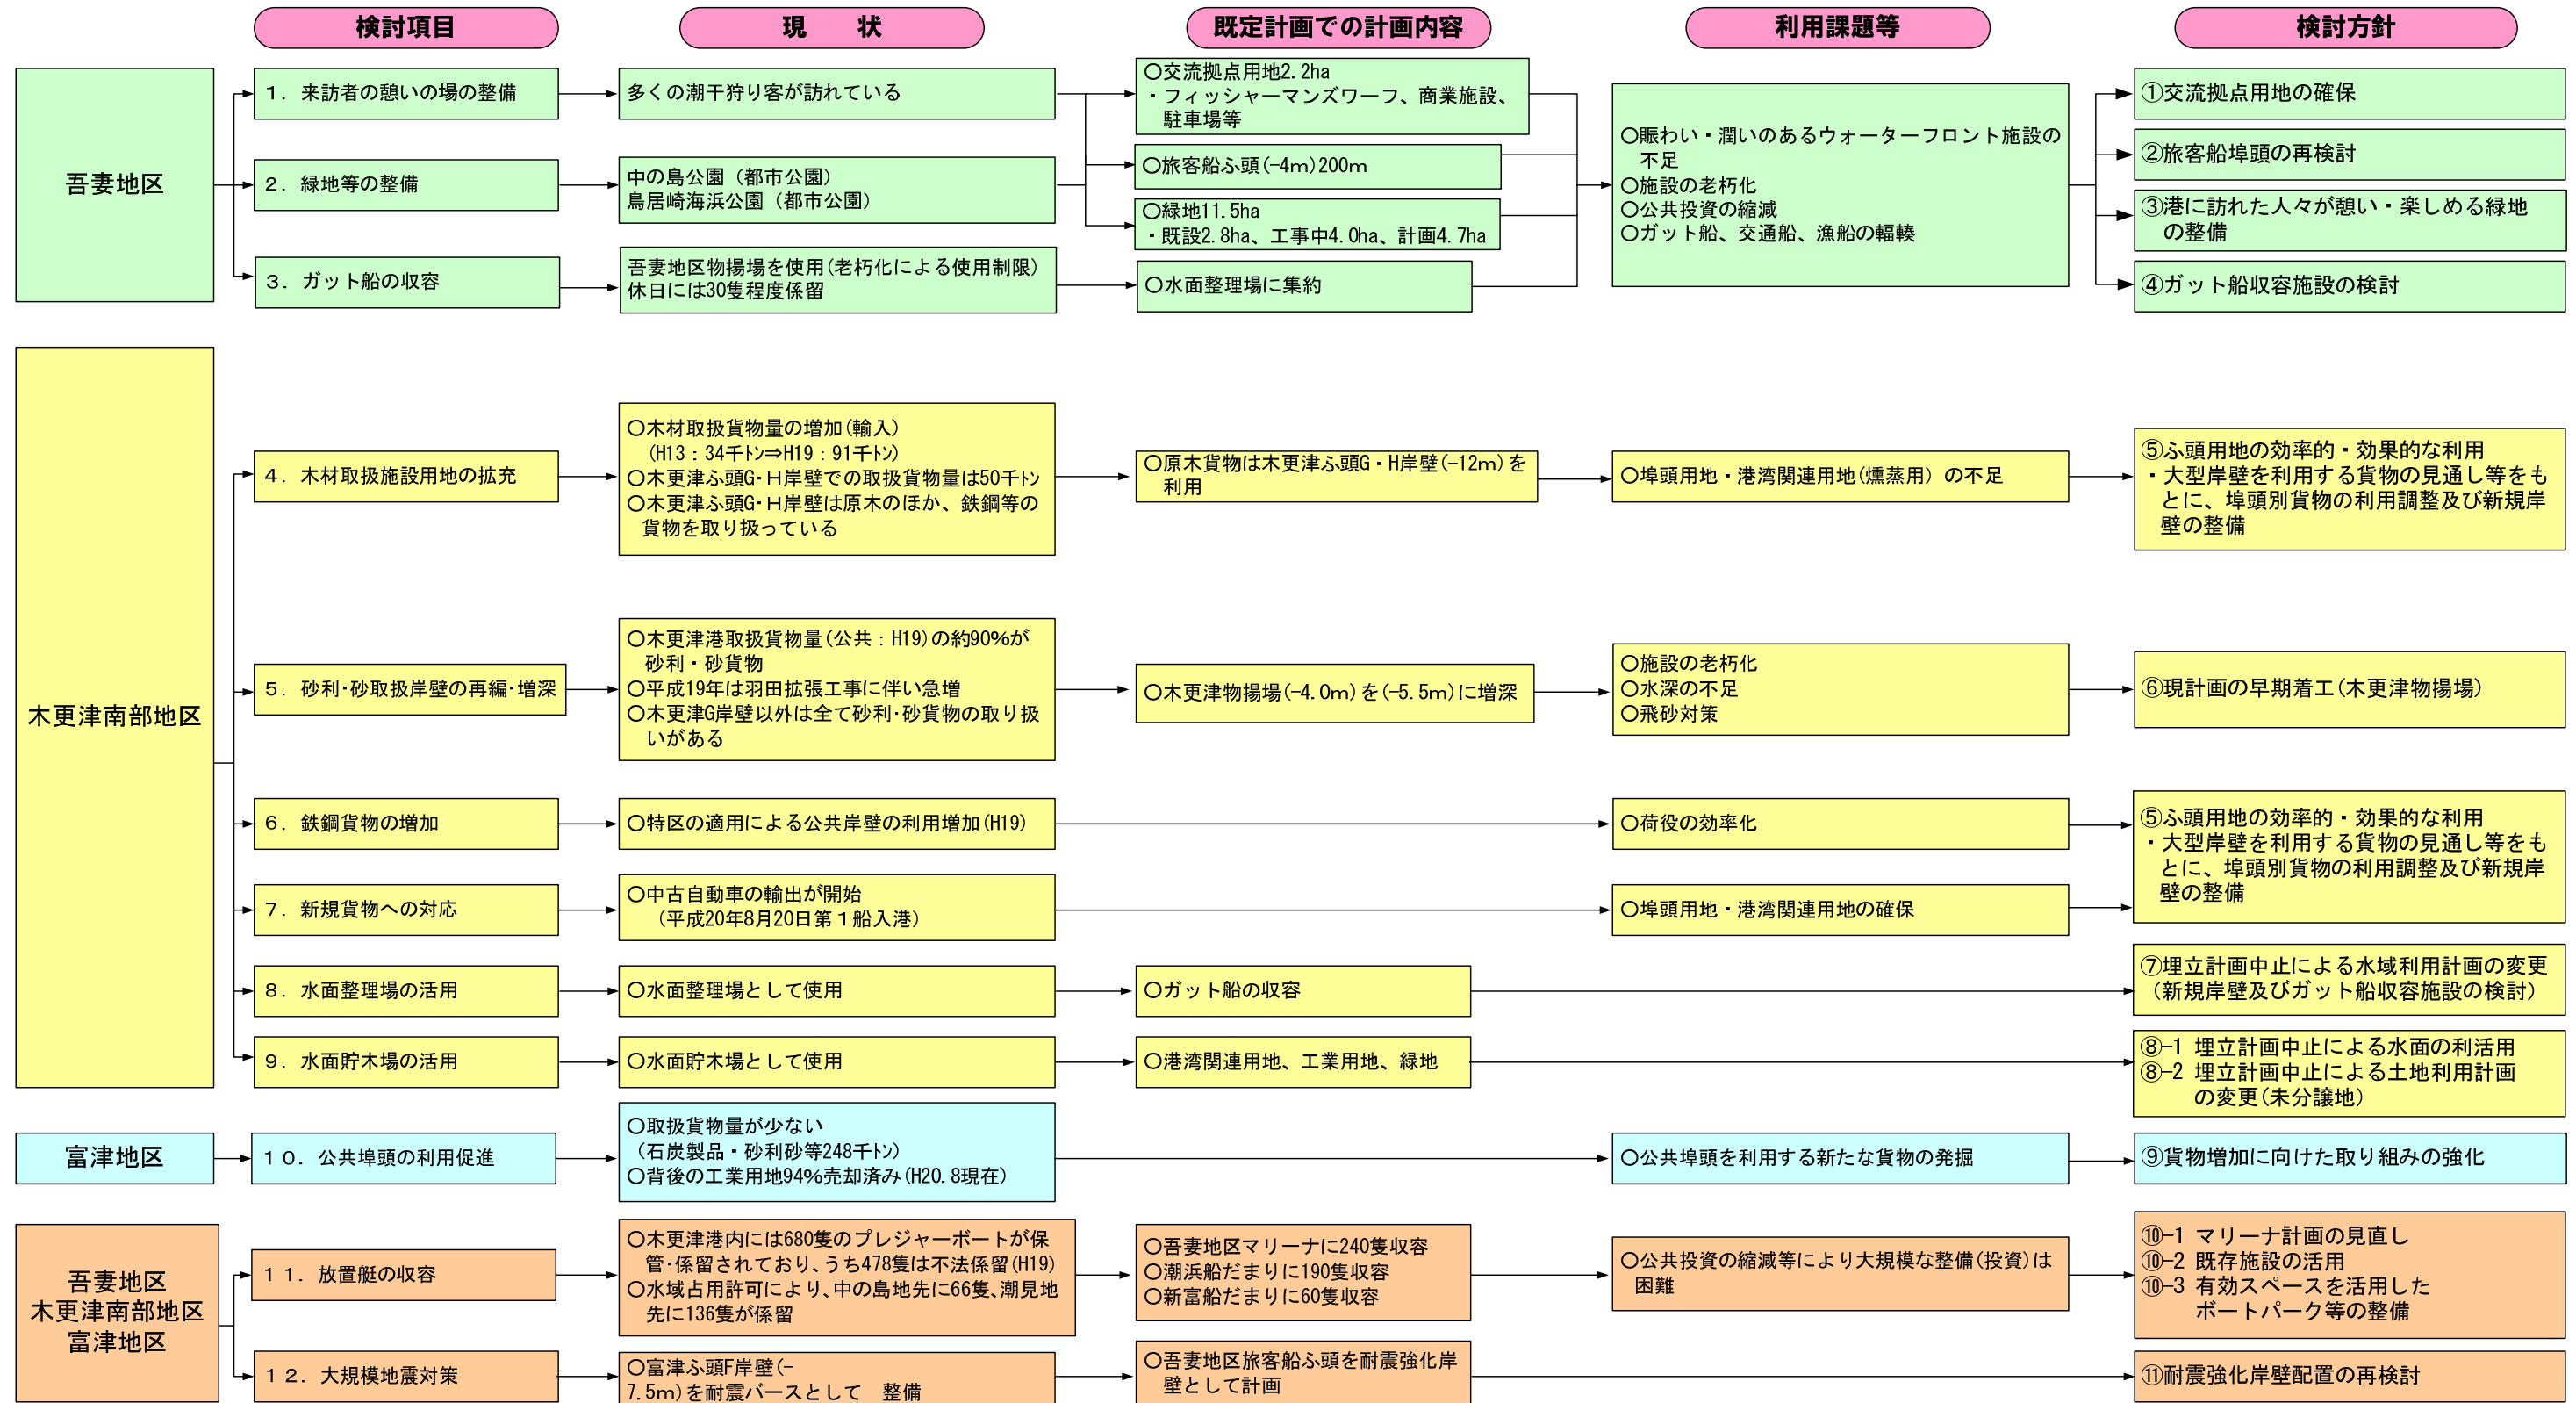 検討項目
現　　状
既定計画での計画内容
利用課題等
検討方針
吾妻地区
１．来訪者の憩いの場の整備
多くの潮干狩り客が訪れている
○交流拠点用地2.2ha
・フィッシャーマンズワーフ、商業施設、
駐車場等
２．緑地等の整備
中の島公園（都市公園）
鳥居崎海浜公園（都市公園）
○旅客船ふ頭(-4m)200m
○緑地11.5ha
・既設2.8ha、工事中4.0ha、計画4.7ha
３．ガット船の収容
吾妻地区物揚場を使用(老朽化による使用制限)
休日には30隻程度係留
○水面整理場に集約
○賑わい・潤いのあるウォーターフロント施設の
不足
○施設の老朽化
○公共投資の縮減
○ガット船、交通船、漁船の輻輳
①交流拠点用地の確保
②旅客船埠頭の再検討
③港に訪れた人々が憩い・楽しめる緑地
の整備
④ガット船収容施設の検討
木更津南部地区
４．木材取扱施設用地の拡充
○木材取扱貨物量の増加(輸入)
(H13：34千㌧⇒H19：91千㌧)
○木更津ふ頭G・H岸壁での取扱貨物量は50千㌧
○木更津ふ頭G・H岸壁は原木のほか、鉄鋼等の
貨物を取り扱っている
○原木貨物は木更津ふ頭G・H岸壁(-12m)を
利用
○埠頭用地・港湾関連用地(燻蒸用）の不足
⑤ふ頭用地の効率的・効果的な利用
・大型岸壁を利用する貨物の見通し等をも
とに、埠頭別貨物の利用調整及び新規岸
壁の整備
５．砂利・砂取扱岸壁の再編・増深
○木更津港取扱貨物量(公共：H19)の約90%が
砂利・砂貨物
○平成19年は羽田拡張工事に伴い急増
○木更津G岸壁以外は全て砂利・砂貨物の取り扱
いがある
○木更津物揚場(-4.0m)を(-5.5m)に増深
○施設の老朽化
○水深の不足
○飛砂対策
⑥現計画の早期着工(木更津物揚場)
６．鉄鋼貨物の増加
○特区の適用による公共岸壁の利用増加(H19)
○荷役の効率化
⑤ふ頭用地の効率的・効果的な利用
・大型岸壁を利用する貨物の見通し等をも
とに、埠頭別貨物の利用調整及び新規岸
壁の整備
７．新規貨物への対応
○中古自動車の輸出が開始
（平成20年8月20日第１船入港）
○埠頭用地・港湾関連用地の確保
８．水面整理場の活用
○水面整理場として使用
○ガット船の収容
⑦埋立計画中止による水域利用計画の変更
（新規岸壁及びガット船収容施設の検討）
９．水面貯木場の活用
○水面貯木場として使用
○港湾関連用地、工業用地、緑地
⑧-1 埋立計画中止による水面の利活用
⑧-2 埋立計画中止による土地利用計画
の変更(未分譲地)
富津地区
１０．公共埠頭の利用促進
○取扱貨物量が少ない
（石炭製品・砂利砂等248千㌧）
○背後の工業用地94%売却済み(H20.8現在)
○公共埠頭を利用する新たな貨物の発掘
⑨貨物増加に向けた取り組みの強化
吾妻地区
木更津南部地区
富津地区
１１．放置艇の収容
○木更津港内には680隻のプレジャーボートが保
管・係留されており、うち478隻は不法係留(H19)
○水域占用許可により、中の島地先に66隻、潮見地
先に136隻が係留
○吾妻地区マリーナに240隻収容
○潮浜船だまりに190隻収容
○新富船だまりに60隻収容
○公共投資の縮減等により大規模な整備(投資)は
困難
⑩-1 マリーナ計画の見直し
⑩-2 既存施設の活用
⑩-3 有効スペースを活用した
ボートパーク等の整備
１２．大規模地震対策
○富津ふ頭F岸壁(-
7.5m)を耐震バースとして　整備
○吾妻地区旅客船ふ頭を耐震強化岸
壁として計画
⑪耐震強化岸壁配置の再検討